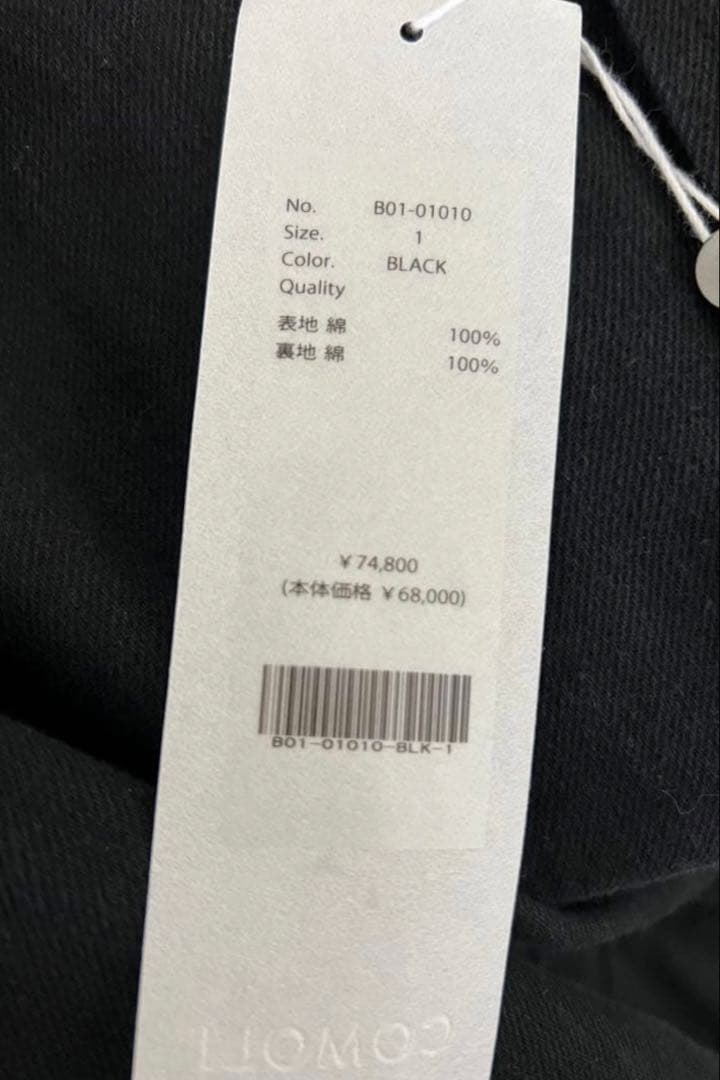 No. B01-01010
Size. 1
Color. BLACK
Quality
表地 綿 100%
裏地 綿 100%
￥74,800
(本体価格 ￥68,000)
B01-01010-BLK-1